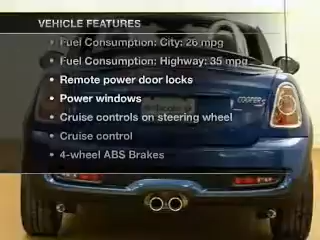 VEHICLE FEATURES
• Fuel Consumption: City: 26 mpg
• Fuel Consumption: Highway: 35 mpg
• Remote power door locks
• Power windows
• Cruise controls on steering wheel
• Cruise control
• 4-wheel ABS Brakes
COOPER S